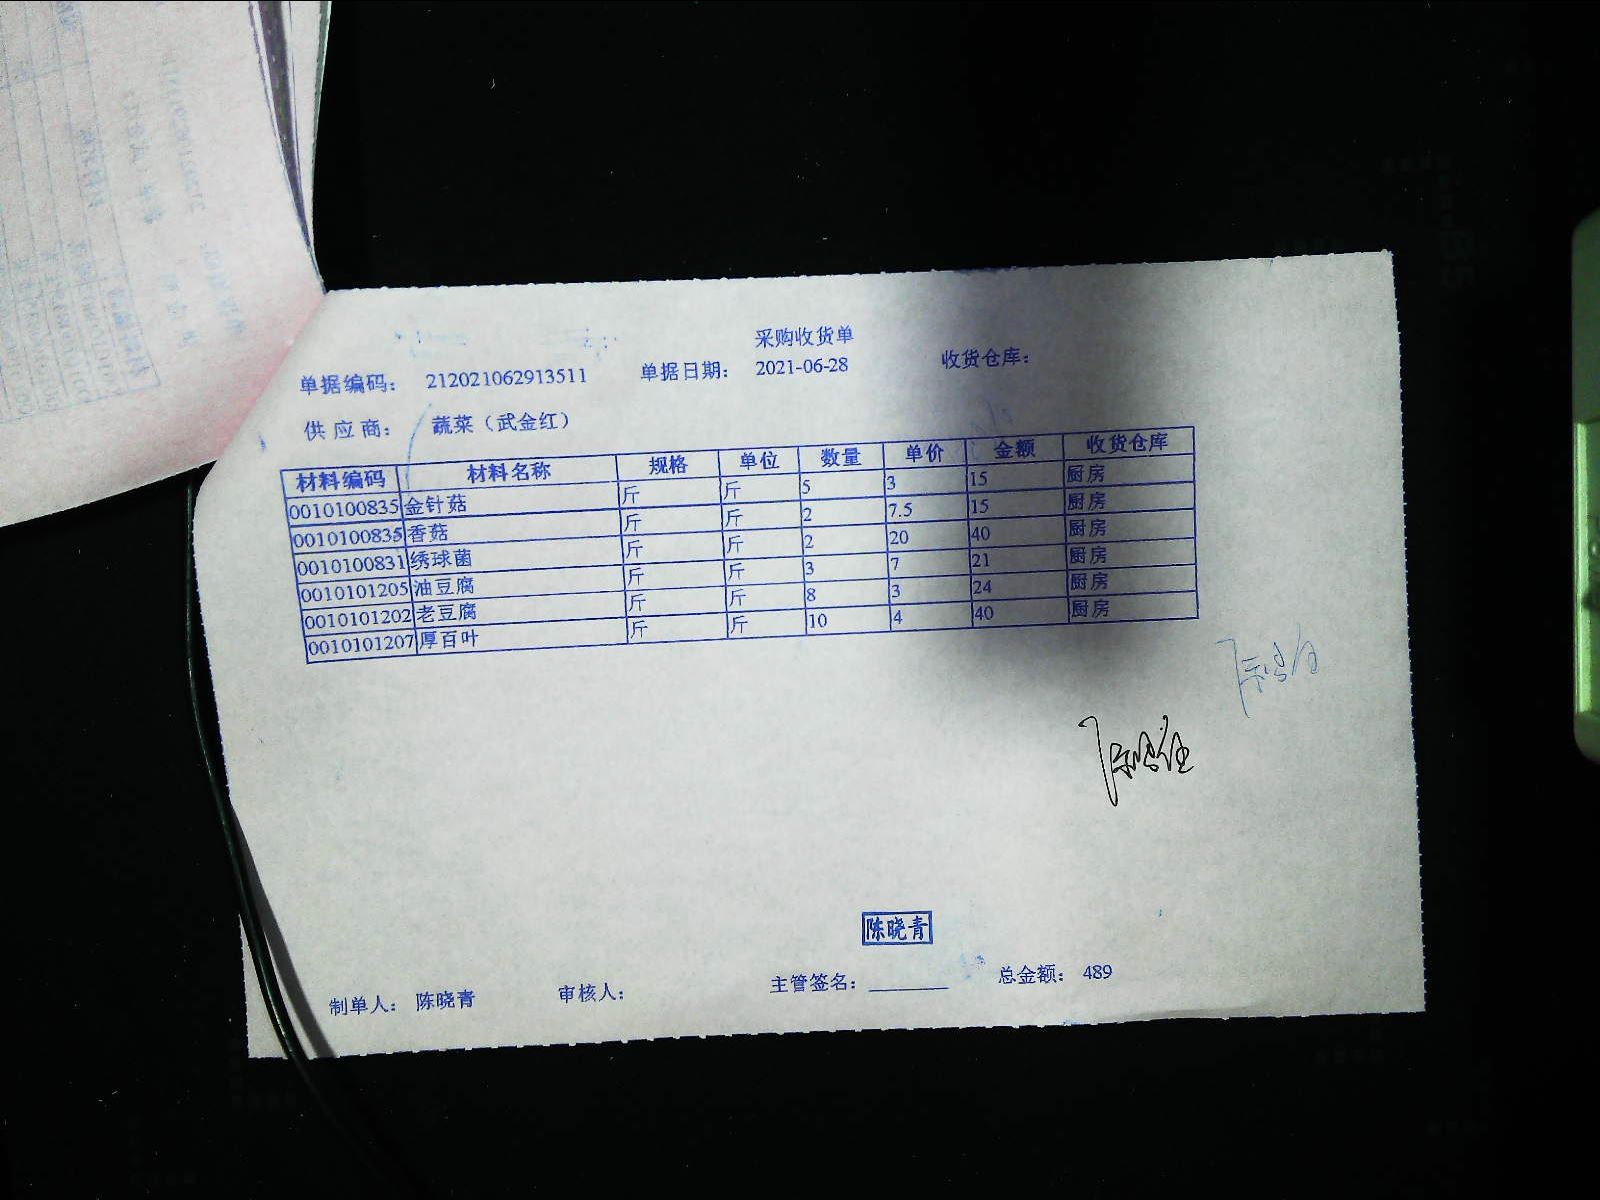 采购收货单
单据编码： 212021062913511 单据日期： 2021-06-28 收货仓库：
供应商： 蔬菜（武金红）
材料编码 材料名称 规格 单位 数量 单价 金额 收货仓库
0010100835 金针菇 斤 斤 5 3 15 厨房
0010100835 香菇 斤 斤 2 7.5 15 厨房
0010100831 绣球菌 斤 斤 2 20 40 厨房
0010101205 油豆腐 斤 斤 3 7 21 厨房
0010101202 老豆腐 斤 斤 8 3 24 厨房
0010101207 厚百叶 斤 斤 10 4 40 厨房
陈晓青
制单人： 陈晓青 审核人： 主管签名： 总金额： 489